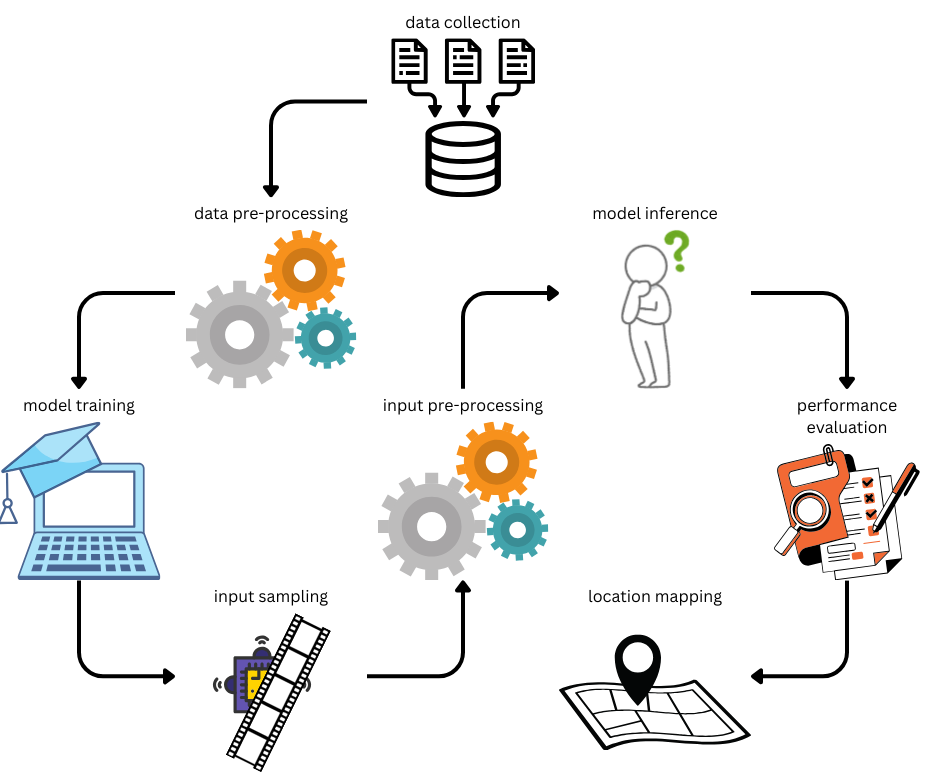 data collection
data pre-processing
model inference
model training
input pre-processing
performance
evaluation
input sampling
location mapping